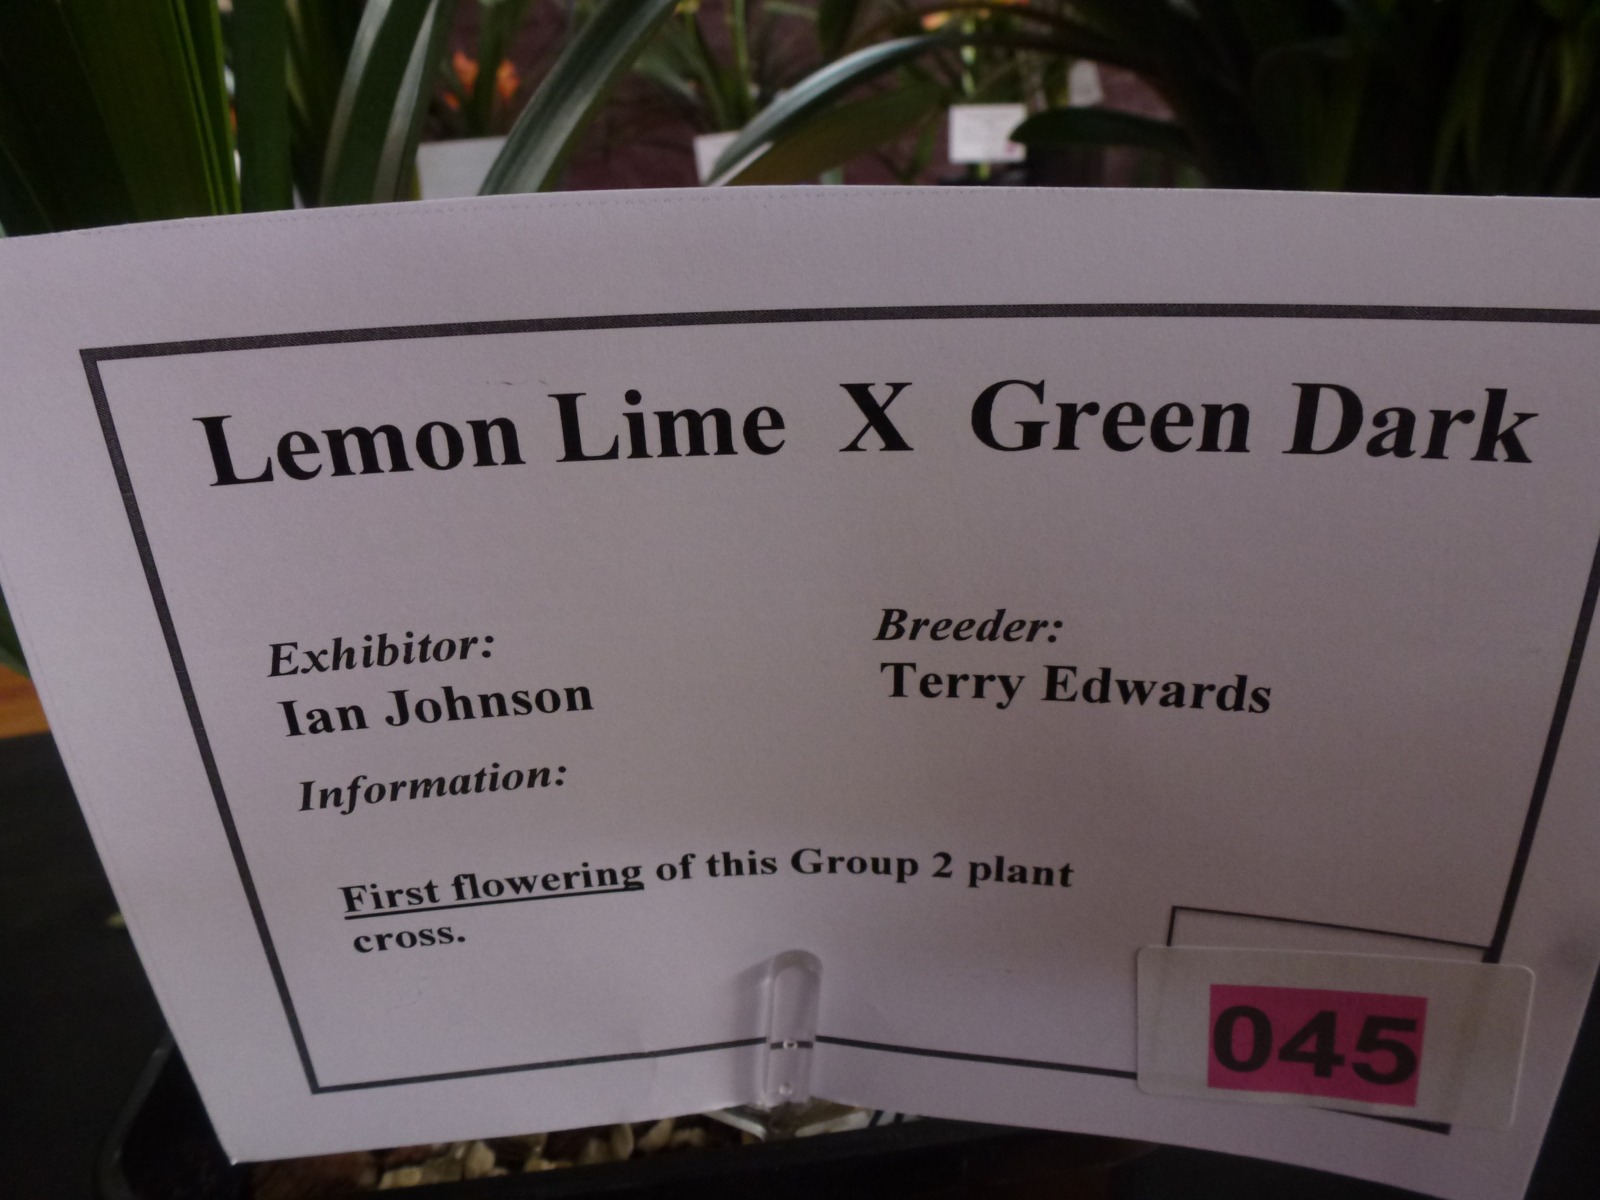 Lemon Lime X Green Dark
Exhibitor:
Ian Johnson
Breeder:
Terry Edwards
Information:
First flowering of this Group 2 plant
cross.
045